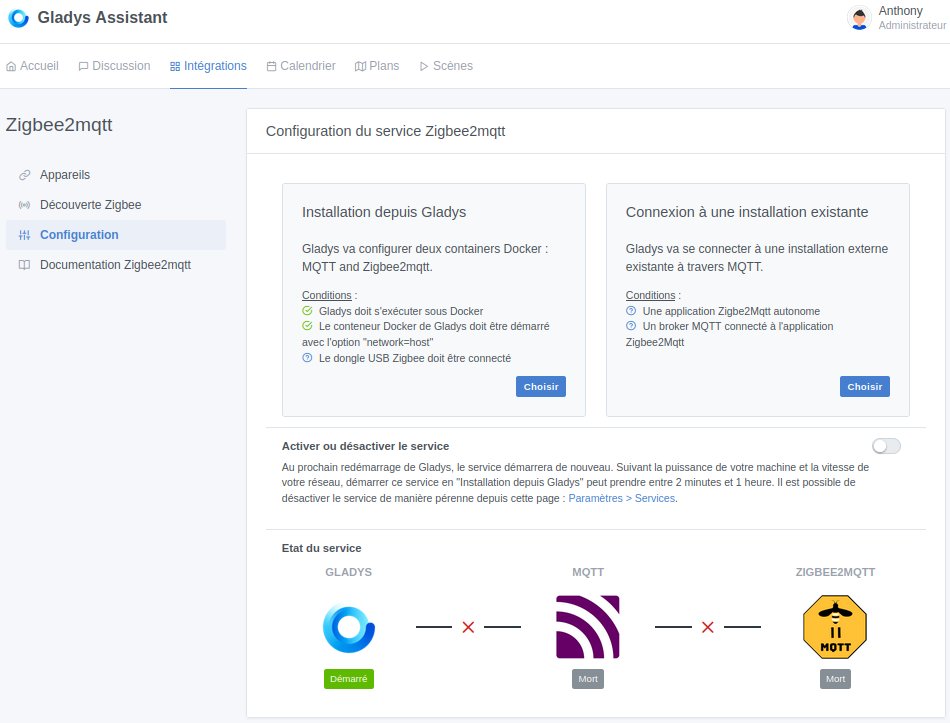 Gladys Assistant
Anthony
Administrateur
Accueil
Discussion
Intégrations
Calendrier
Plans
Scènes
Zigbee2mqtt
Appareils
Découverte Zigbee
Configuration
Documentation Zigbee2mqtt
Configuration du service Zigbee2mqtt
Installation depuis Gladys
Gladys va configurer deux containers Docker :
MQTT and Zigbee2mqtt.
Conditions :
Gladys doit s'exécuter sous Docker
Le conteneur Docker de Gladys doit être démarré
avec l'option "network=host"
Le dongle USB Zigbee doit être connecté
Choisir
Connexion à une installation existante
Gladys va se connecter à une installation externe
existante à travers MQTT.
Conditions :
Une application Zigbe2Mqtt autonome
Un broker MQTT connecté à l'application
Zigbee2Mqtt
Choisir
Activer ou désactiver le service
Au prochain redémarrage de Gladys, le service démarrera de nouveau. Suivant la puissance de votre machine et la vitesse de
votre réseau, démarrer ce service en "Installation depuis Gladys" peut prendre entre 2 minutes et 1 heure. Il est possible de
désactiver le service de manière pérenne depuis cette page : Paramètres > Services.
Etat du service
GLADYS
MQTT
ZIGBEE2MQTT
MQTT
Démarré
Mort
Mort